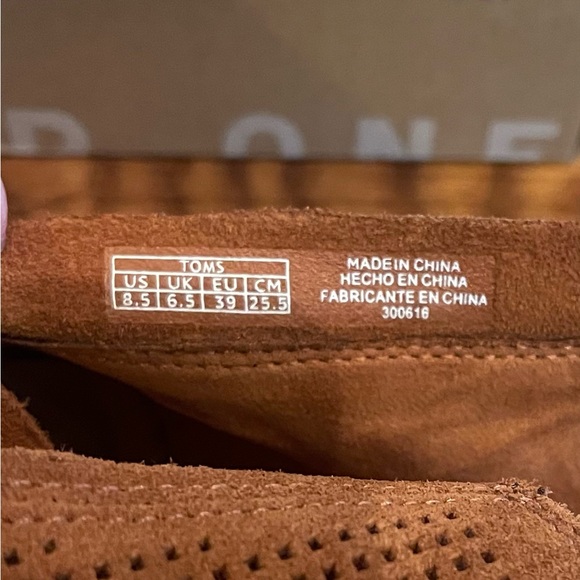 R ONE
TOMS
US UK EU CM
8.5 6.5 39 25.5
MADE IN CHINA
HECHO EN CHINA
FABRICANTE EN CHINA
300616